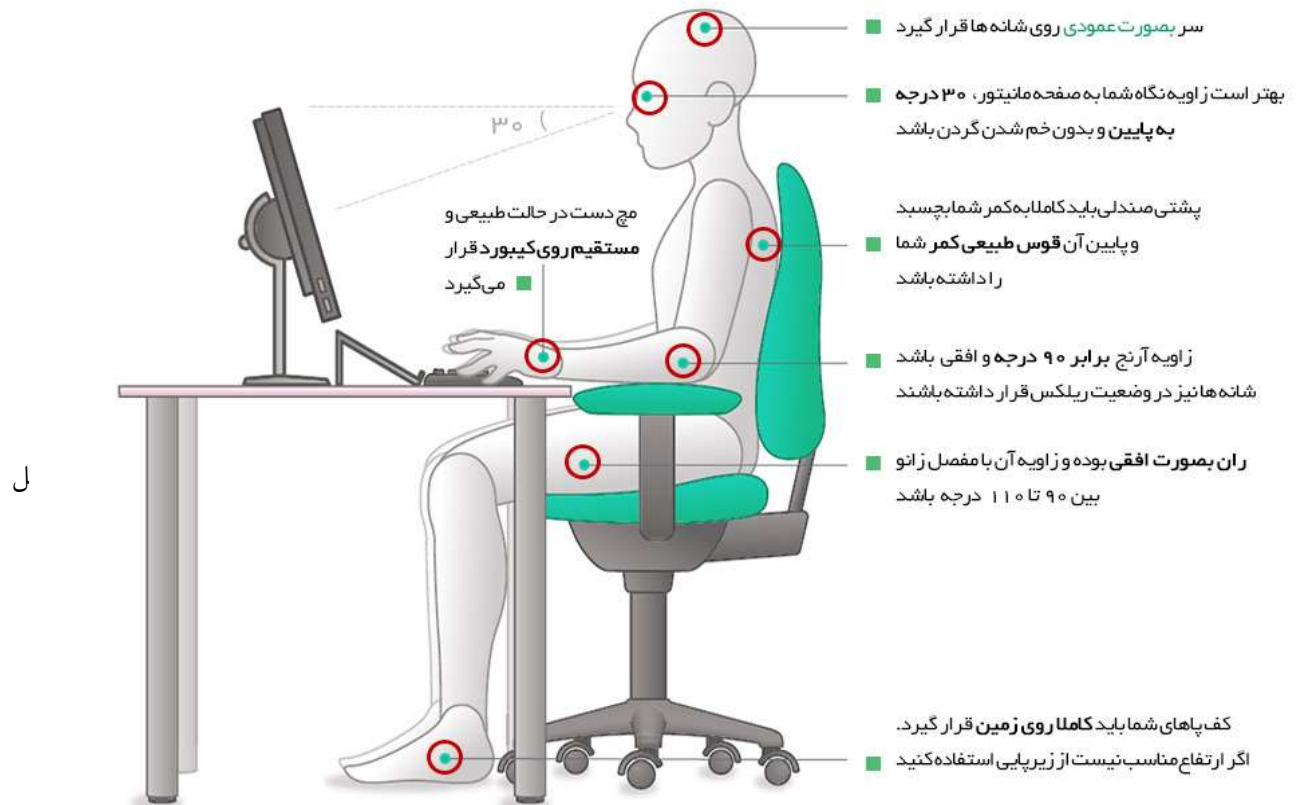 سر بصورت عمودی روی شانه ها قرار گیرد
بهتر است زاویه نگاه شما به صفحه مانیتور، ۳۰ درجه
به پایین و بدون خم شدن گردن باشد
۳۰
پشتی صندلی باید کاملا به کمر شما بچسبد
و پایین آن قوس طبیعی کمر شما
را داشته باشد
مچ دست در حالت طبیعی و
مستقیم روی کیبورد قرار
می‌گیرد
زاویه آرنج برابر ۹۰ درجه و افقی باشد
شانه ها نیز در وضعیت ریلکس قرار داشته باشند
ران بصورت افقی بوده و زاویه آن با مفصل زانو
بین ۹۰ تا ۱۱۰ درجه باشد
ل
کف پاهای شما باید کاملا روی زمین قرار گیرد.
اگر ارتفاع مناسب نیست از زیرپایی استفاده کنید